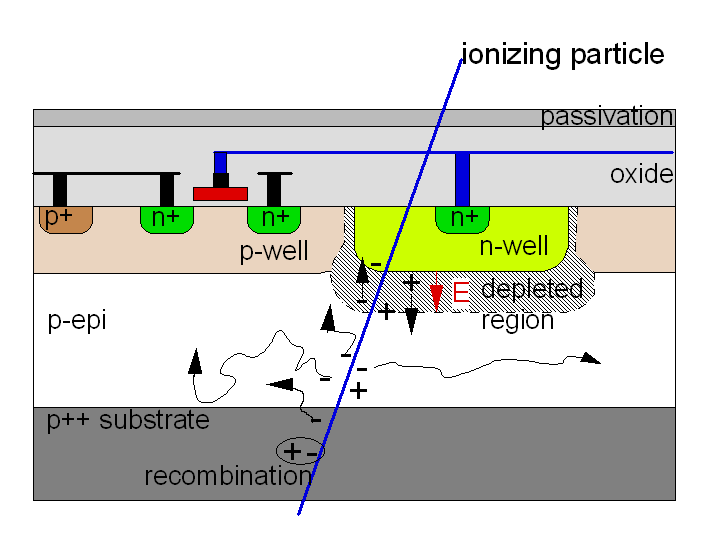 ionizing particle
passivation
oxide
p+
n+
n+
n+
p-well
n-well
-
+
E
depleted
region
-
+
p-epi
-
-
-
+
p++ substrate
-
+-
recombination